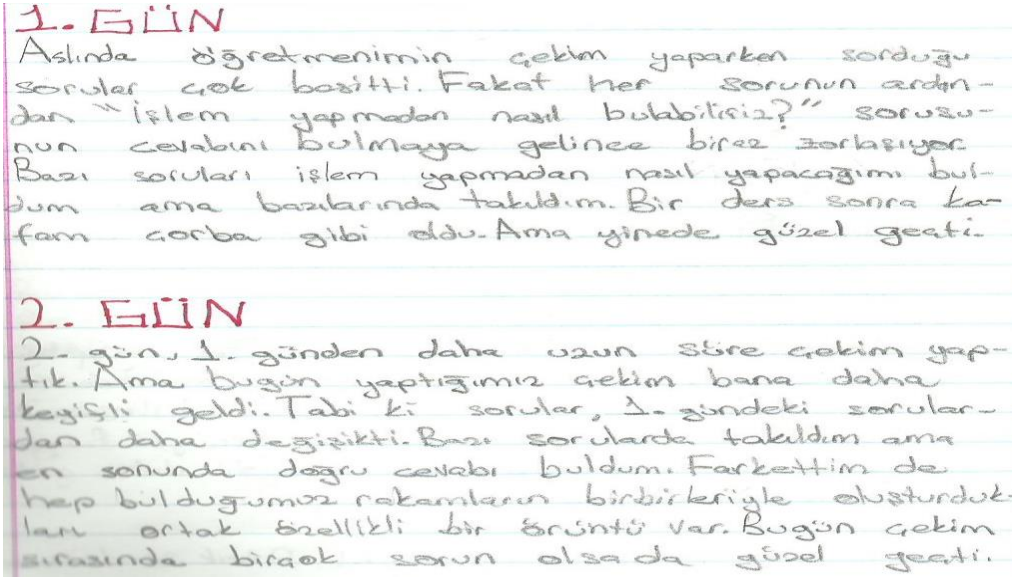 1. GÜN
Aslında öğretmenimin çekim yaparken sorduğu
sorular çok basitti. Fakat her sorunun ardın-
dan "İşlem yapmadan nasıl bulabiliriz?" sorusu-
nun cevabını bulmaya gelince biraz zorlaşıyor.
Bazı soruları işlem yapmadan nasıl yapacağımı bul-
dum ama bazılarında takıldım. Bir ders sonra ka-
fam çorba gibi oldu. Ama yinede güzel geçti.
2. GÜN
2. gün, 1. günden daha uzun süre çekim yap-
tık. Ama bugün yaptığımız çekim bana daha
keyifli geldi. Tabi ki sorular, 1. gündeki sorular-
dan daha değişikti. Bazı sorularda takıldım ama
en sonunda doğru cevabı buldum. Farkettim de
hep bulduğumuz rakamların birbirleriyle oluşturduk-
ları ortak özellikli bir örüntü var. Bugün çekim
sırasında birçok sorun olsa da güzel geçti.